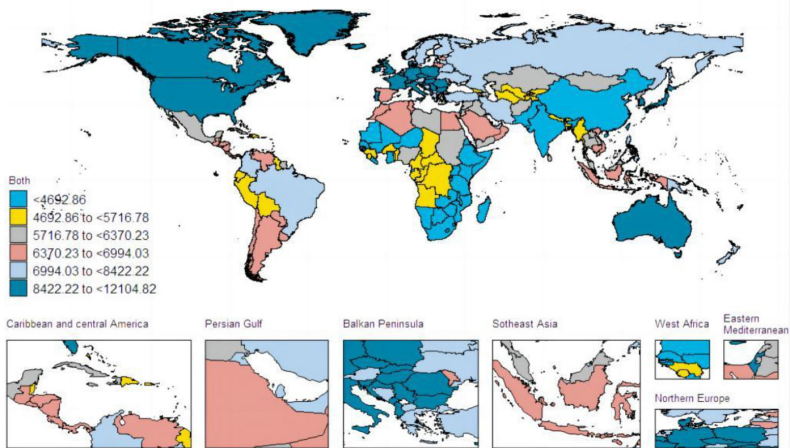 Both
<4692.86
4692.86 to <5716.78
5716.78 to <6370.23
6370.23 to <6994.03
6994.03 to <8422.22
8422.22 to <12104.82
Caribbean and central America
Persian Gulf
Balkan Peninsula
Sotheast Asia
West Africa
Eastern
Mediterranean
Northern Europe